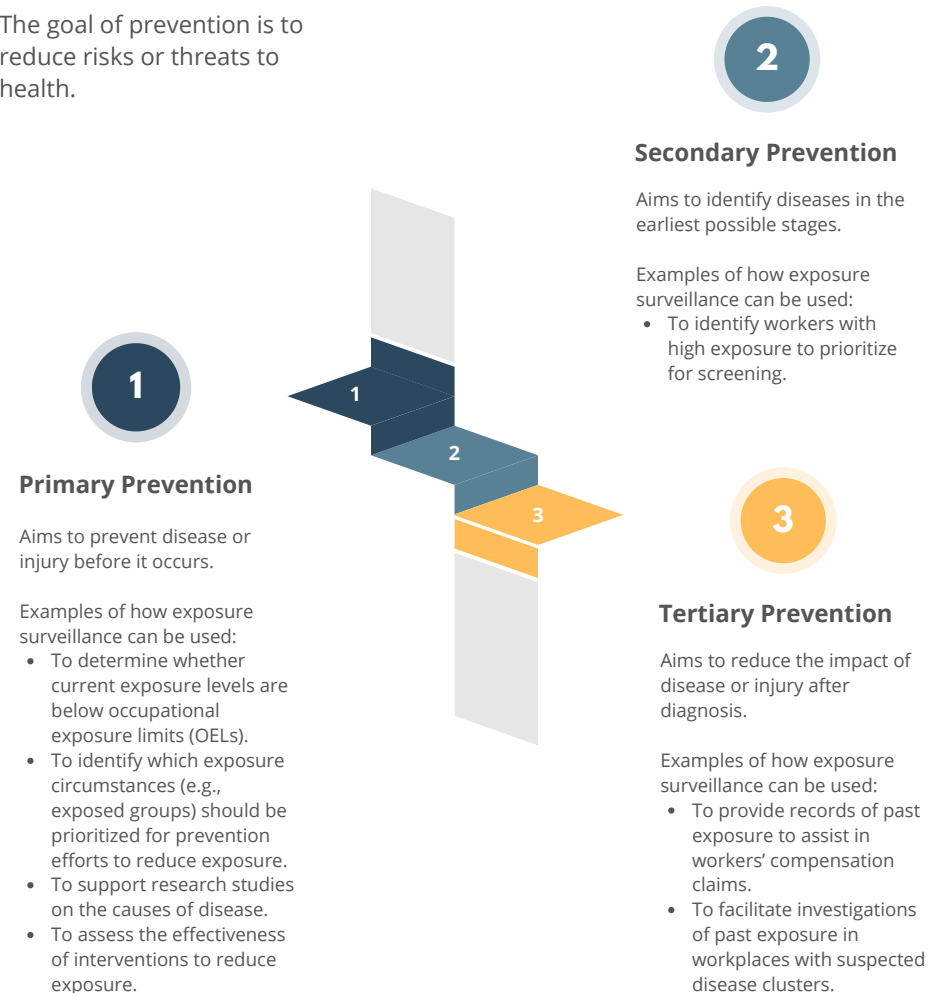 The goal of prevention is to
reduce risks or threats to
health.
1
Primary Prevention
Aims to prevent disease or
injury before it occurs.
Examples of how exposure
surveillance can be used:
• To determine whether
current exposure levels are
below occupational
exposure limits (OELs).
• To identify which exposure
circumstances (e.g.,
exposed groups) should be
prioritized for prevention
efforts to reduce exposure.
• To support research studies
on the causes of disease.
• To assess the effectiveness
of interventions to reduce
exposure.
1
2
3
2
Secondary Prevention
Aims to identify diseases in the
earliest possible stages.
Examples of how exposure
surveillance can be used:
• To identify workers with
high exposure to prioritize
for screening.
3
Tertiary Prevention
Aims to reduce the impact of
disease or injury after
diagnosis.
Examples of how exposure
surveillance can be used:
• To provide records of past
exposure to assist in
workers’ compensation
claims.
• To facilitate investigations
of past exposure in
workplaces with suspected
disease clusters.